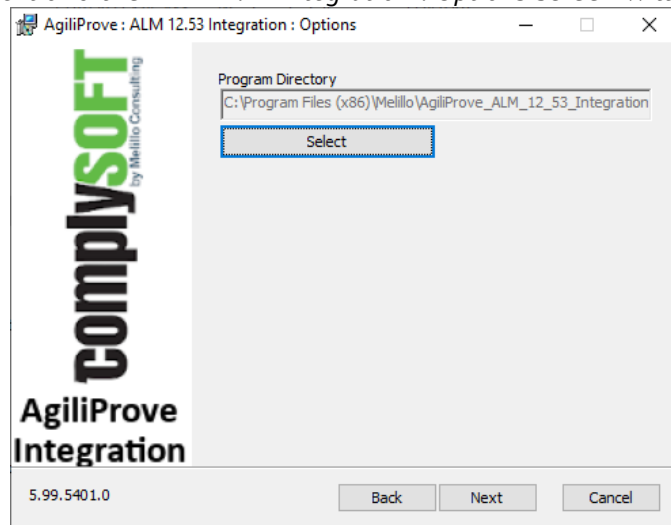 AgiliProve : ALM 12.53 Integration : Options
Program Directory
C:\Program Files (x86)\Melillo\AgiliProve_ALM_12_53_Integration
Select
complySOFT
by Melillo Consulting
AgiliProve
Integration
5.99.5401.0
Back Next Cancel